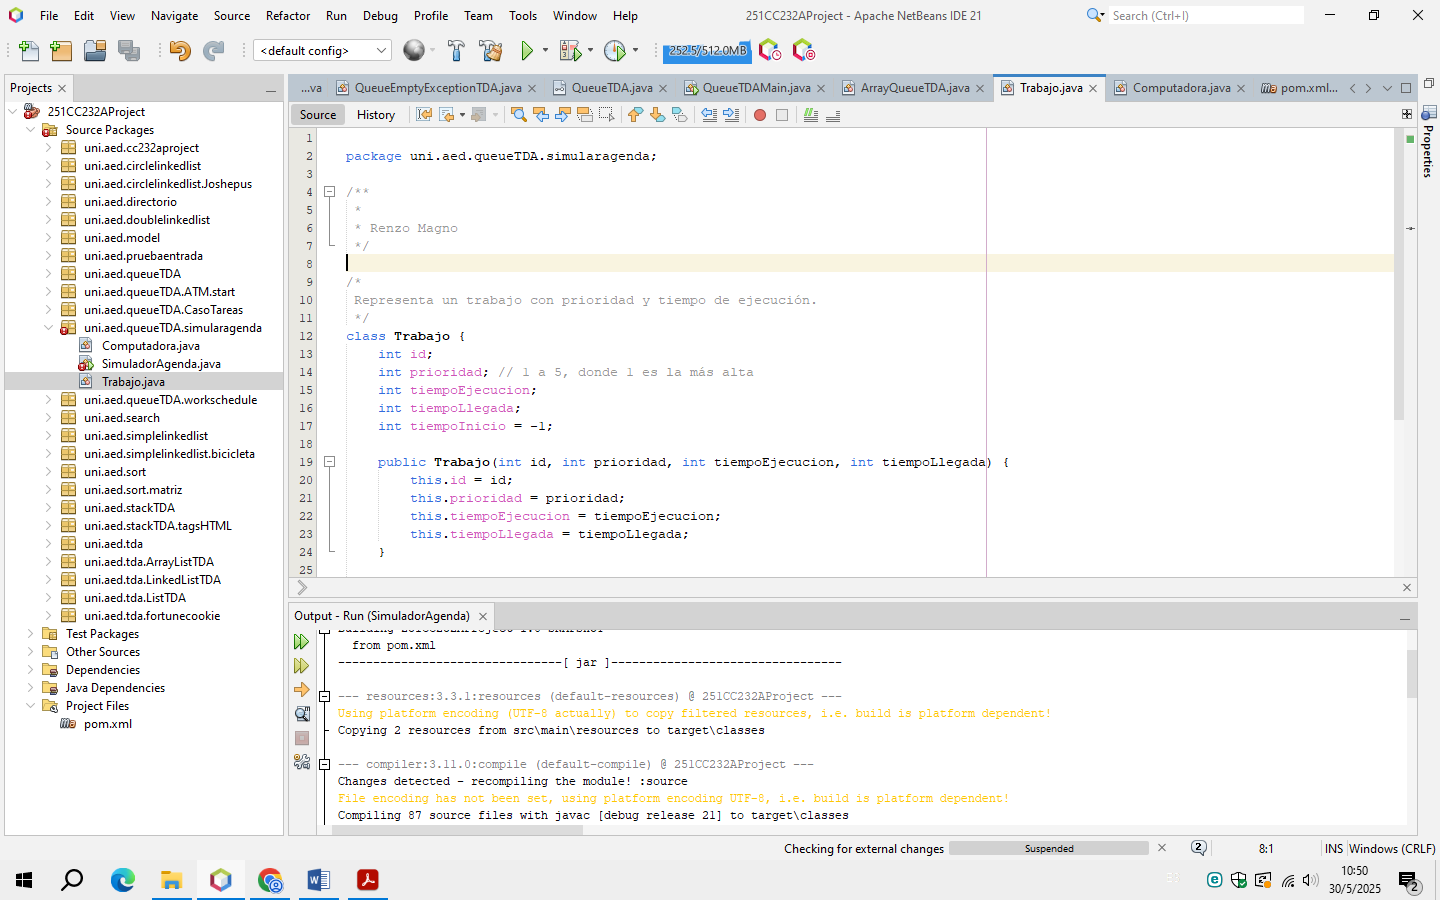 File Edit View Navigate Source Refactor Run Debug Profile Team Tools Window Help 251CC232AProject - Apache NetBeans IDE 21 Search (Ctrl+I)
<default config> 252.5/512.0MB
Projects
251CC232AProject
Source Packages
uni.aed.cc232aproject
uni.aed.circlelinkedlist
uni.aed.circlelinkedlist.Joshepus
uni.aed.directorio
uni.aed.doublelinkedlist
uni.aed.model
uni.aed.pruebaentrada
uni.aed.queueTDA
uni.aed.queueTDA.ATM.start
uni.aed.queueTDA.CasoTareas
uni.aed.queueTDA.simularagenda
Computadora.java
SimuladorAgenda.java
Trabajo.java
uni.aed.queueTDA.workschedule
uni.aed.search
uni.aed.simplelinkedlist
uni.aed.simplelinkedlist.bicicleta
uni.aed.sort
uni.aed.sort.matriz
uni.aed.stackTDA
uni.aed.stackTDA.tagsHTML
uni.aed.tda
uni.aed.tda.ArrayListTDA
uni.aed.tda.LinkedListTDA
uni.aed.tda.ListTDA
uni.aed.tda.fortunecookie
Test Packages
Other Sources
Dependencies
Java Dependencies
Project Files
pom.xml
...va QueueEmptyExceptionTDA.java QueueTDA.java QueueTDAMain.java ArrayQueueTDA.java Trabajo.java Computadora.java pom.xml...
Source History
1
2 package uni.aed.queueTDA.simularagenda;
3
4 /**
5 *
6 * Renzo Magno
7 */
8
9 /*
10 Representa un trabajo con prioridad y tiempo de ejecución.
11 */
12 class Trabajo {
13 int id;
14 int prioridad; // 1 a 5, donde 1 es la más alta
15 int tiempoEjecucion;
16 int tiempoLlegada;
17 int tiempoInicio = -1;
18
19 public Trabajo(int id, int prioridad, int tiempoEjecucion, int tiempoLlegada) {
20 this.id = id;
21 this.prioridad = prioridad;
22 this.tiempoEjecucion = tiempoEjecucion;
23 this.tiempoLlegada = tiempoLlegada;
24 }
25
Properties
Output - Run (SimuladorAgenda)
Building 251CC232AProject 1.0-SNAPSHOT
from pom.xml
--------------------------------[ jar ]---------------------------------
--- resources:3.3.1:resources (default-resources) @ 251CC232AProject ---
Using platform encoding (UTF-8 actually) to copy filtered resources, i.e. build is platform dependent!
Copying 2 resources from src\main\resources to target\classes
--- compiler:3.11.0:compile (default-compile) @ 251CC232AProject ---
Changes detected - recompiling the module! :source
File encoding has not been set, using platform encoding UTF-8, i.e. build is platform dependent!
Compiling 87 source files with javac [debug release 21] to target\classes
Checking for external changes Suspended 2 8:1 INS Windows (CRLF)
10:50
30/5/2025
2